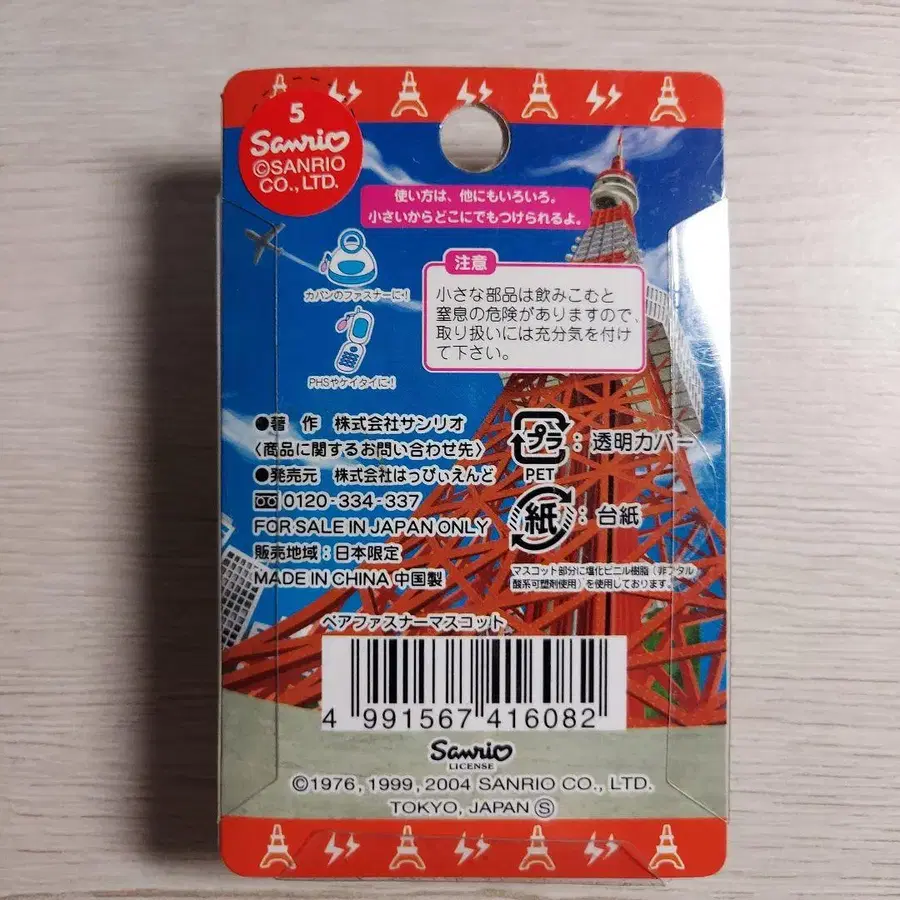 5
Sanrio
©SANRIO
CO., LTD.
使い方は、他にもいろいろ。
小さいからどこにでもつけられるよ。
カバンのファスナーに・!
PHSやケイタイに・!
注意
小さな部品は飲みこむと
窒息の危険がありますので、
取り扱いには充分気を付け
て下さい。
●著 作 株式会社サンリオ
〈商品に関するお問い合わせ先〉
●発売元 株式会社はっぴぃえんど
0120-334-337
FOR SALE IN JAPAN ONLY
販売地域:日本限定
MADE IN CHINA 中国製
プラ:透明カバー
PET
紙:台紙
マスコット部分に塩化ビニル樹脂(非フタル
酸系可塑剤使用)を使用しております。
ペアファスナーマスコット
4 991567 416082
Sanrio
LICENSE
©1976, 1999, 2004 SANRIO CO., LTD.
TOKYO, JAPAN Ⓢ